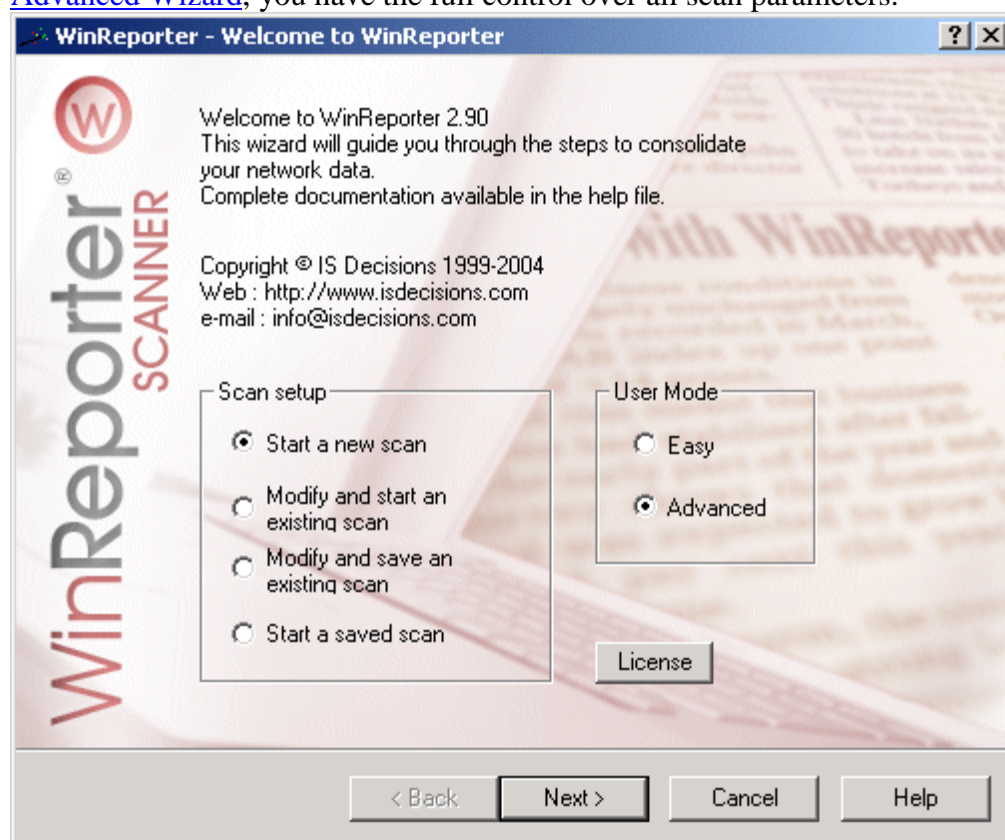 Advanced Wizard, you have the full control over all scan parameters.
WinReporter - Welcome to WinReporter
? X
W
WinReporter®
SCANNER
Welcome to WinReporter 2.90
This wizard will guide you through the steps to consolidate
your network data.
Complete documentation available in the help file.
Copyright © IS Decisions 1999-2004
Web : http://www.isdecisions.com
e-mail : info@isdecisions.com
With WinReporte
Scan setup
Start a new scan
Modify and start an
existing scan
Modify and save an
existing scan
Start a saved scan
User Mode
Easy
Advanced
License
< Back
Next >
Cancel
Help